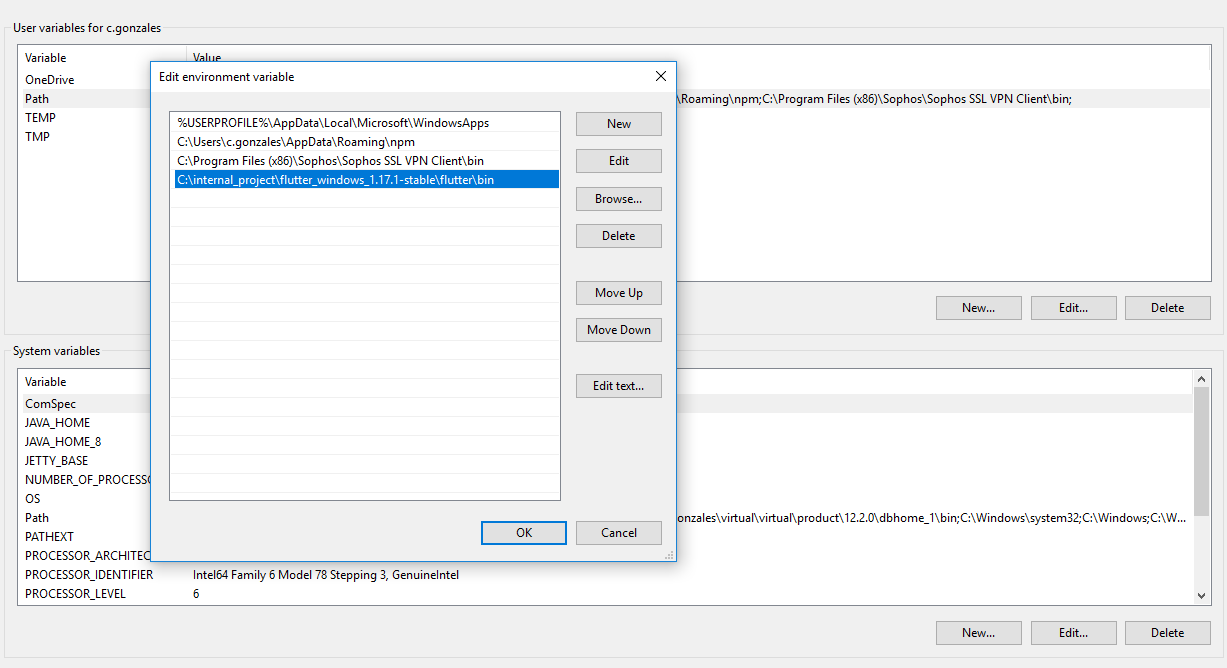 User variables for c.gonzales
Variable
Value
OneDrive
Path
\Roaming\npm;C:\Program Files (x86)\Sophos\Sophos SSL VPN Client\bin;
TEMP
TMP
New...
Edit...
Delete
Edit environment variable
%USERPROFILE%\AppData\Local\Microsoft\WindowsApps
C:\Users\c.gonzales\AppData\Roaming\npm
C:\Program Files (x86)\Sophos\Sophos SSL VPN Client\bin
C:\internal_project\flutter_windows_1.17.1-stable\flutter\bin
New
Edit
Browse...
Delete
Move Up
Move Down
Edit text...
OK
Cancel
System variables
Variable
ComSpec
JAVA_HOME
JAVA_HOME_8
JETTY_BASE
NUMBER_OF_PROCESSO
OS
Path
onzales\virtual\virtual\product\12.2.0\dbhome_1\bin;C:\Windows\system32;C:\Windows;C:\W...
PATHEXT
PROCESSOR_ARCHITEC
PROCESSOR_IDENTIFIER
Intel64 Family 6 Model 78 Stepping 3, GenuineIntel
PROCESSOR_LEVEL
6
New...
Edit...
Delete